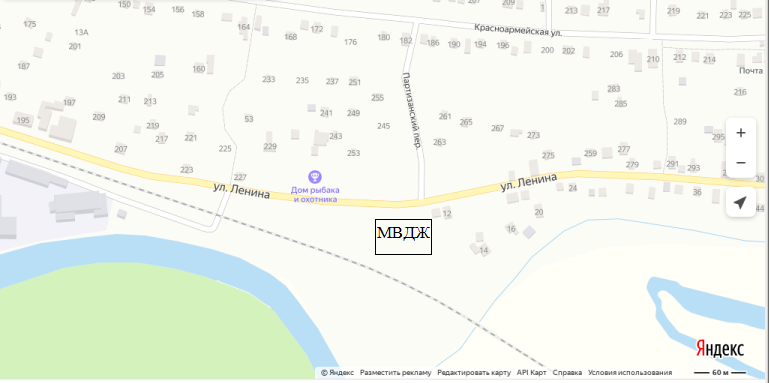 150 154 156 158
164
168 172 176 180 182 186 190 194 196 200 202 206 210 212 214 216
213 217
219 221 223 225
Красноармейская ул.
Почта
175
13А
201
187
193 195 197
203 205
160
209 211 213
207
219 217 221
223 225
53
227
229
233 235 237 251
241 249
243
253
255
245
Партизанский пер.
261 265 267
263
273
275
259
277
279
283
285
289
291
293
295
ул. Ленина
ул. Ленина
Дом рыбака
и охотника
МВДЖ
12
14
16
20
24
36
44
30
+
−
Яндекс
© Яндекс Разместить рекламу Редактировать карту API Карт Справка Условия использования
60 м